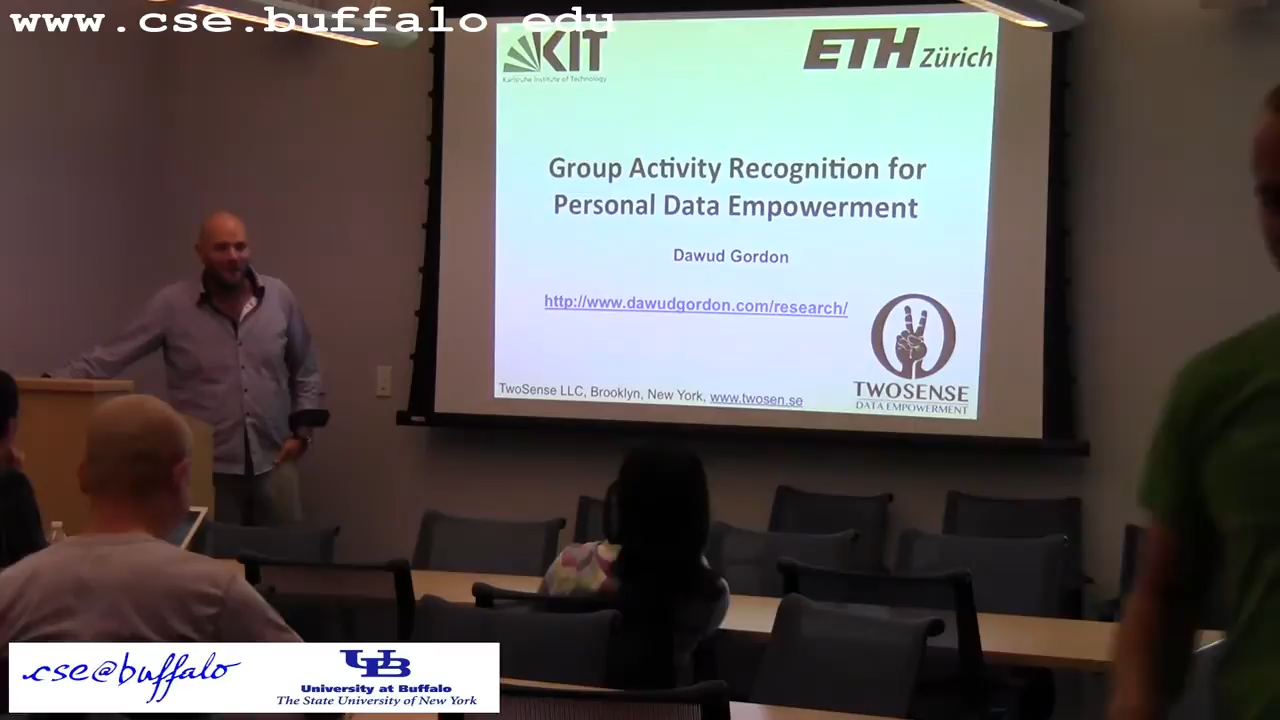 www.cse.buffalo.edu
KIT
Karlsruhe Institute of Technology
ETH Zürich
Group Activity Recognition for
Personal Data Empowerment
Dawud Gordon
http://www.dawudgordon.com/research/
TWOSENSE
DATA EMPOWERMENT
TwoSense LLC, Brooklyn, New York, www.twosen.se
cse@buffalo
UB
University at Buffalo
The State University of New York